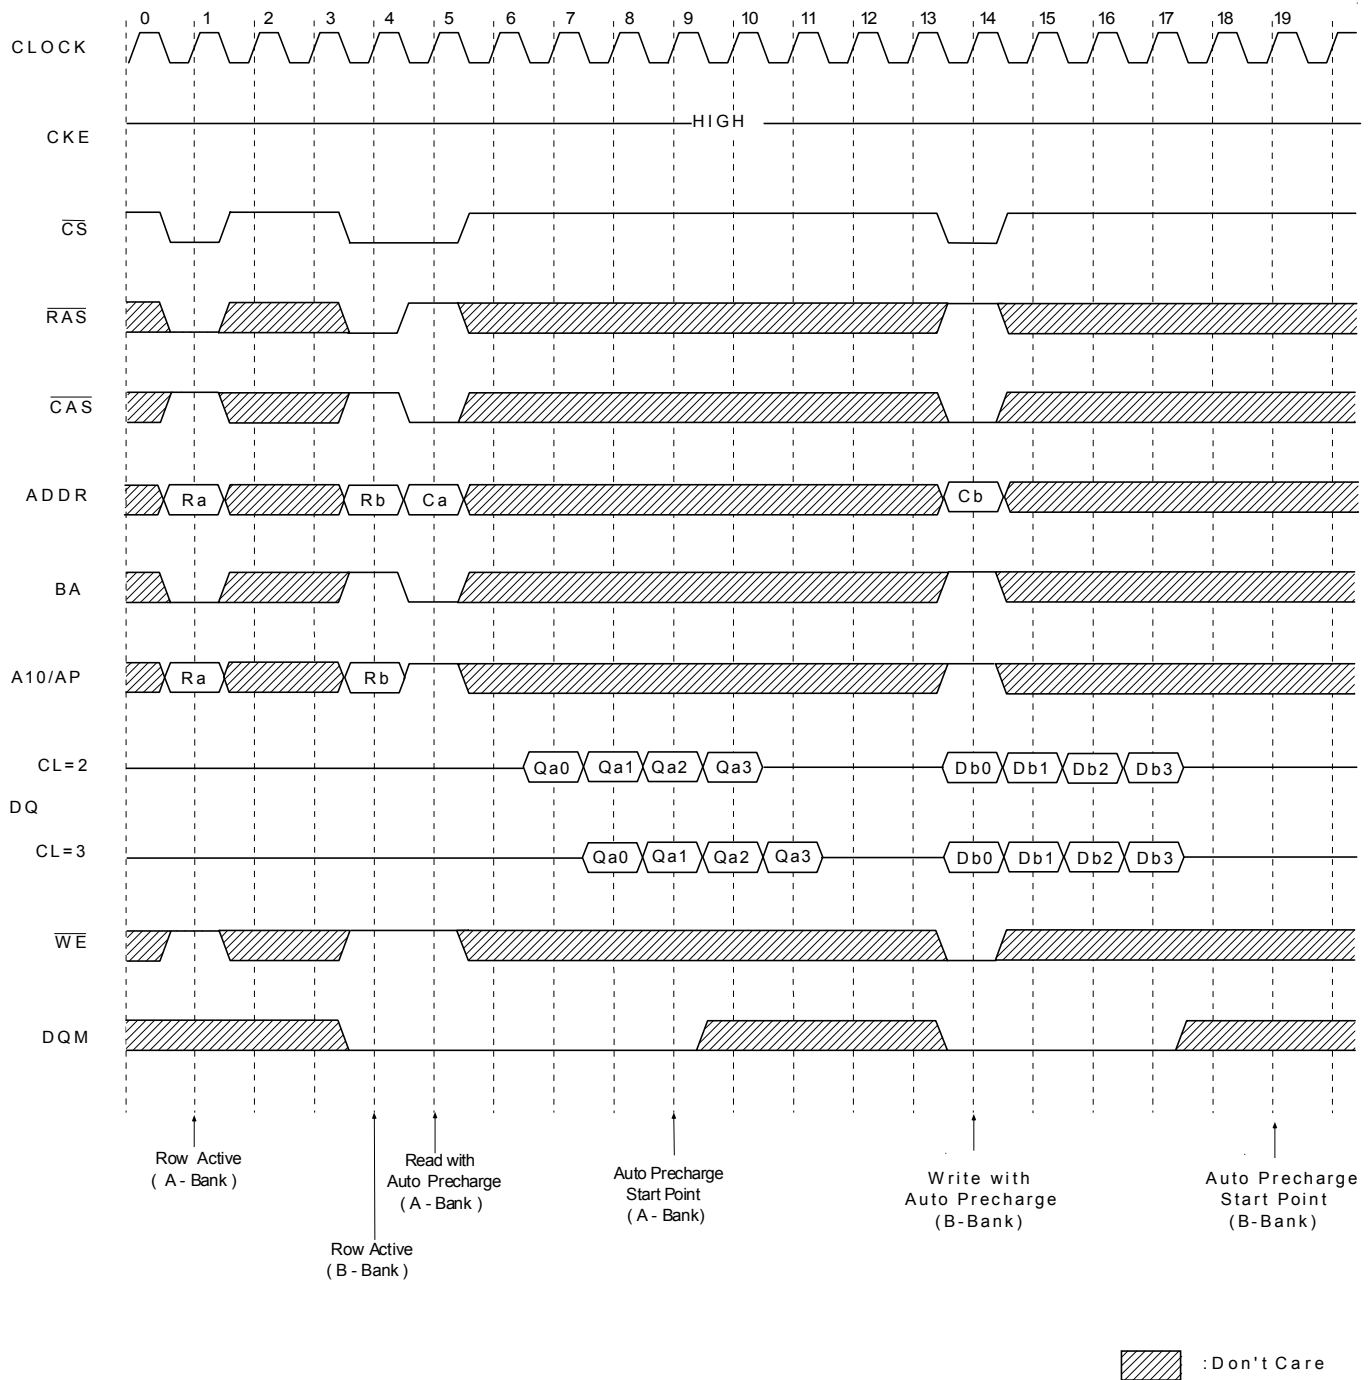 0 1 2 3 4 5 6 7 8 9 10 11 12 13 14 15 16 17 18 19
CLOCK
HIGH
CKE
CS
RAS
CAS
ADDR Ra Rb Ca Cb
BA
A10/AP Ra Rb
CL=2 Qa0 Qa1 Qa2 Qa3 Db0 Db1 Db2 Db3
DQ
CL=3 Qa0 Qa1 Qa2 Qa3 Db0 Db1 Db2 Db3
WE
DQM
Row Active
( A - Bank )
Row Active
( B - Bank )
Read with
Auto Precharge
( A - Bank )
Auto Precharge
Start Point
( A - Bank)
Write with
Auto Precharge
(B-Bank)
Auto Precharge
Start Point
(B-Bank)
:Don't Care